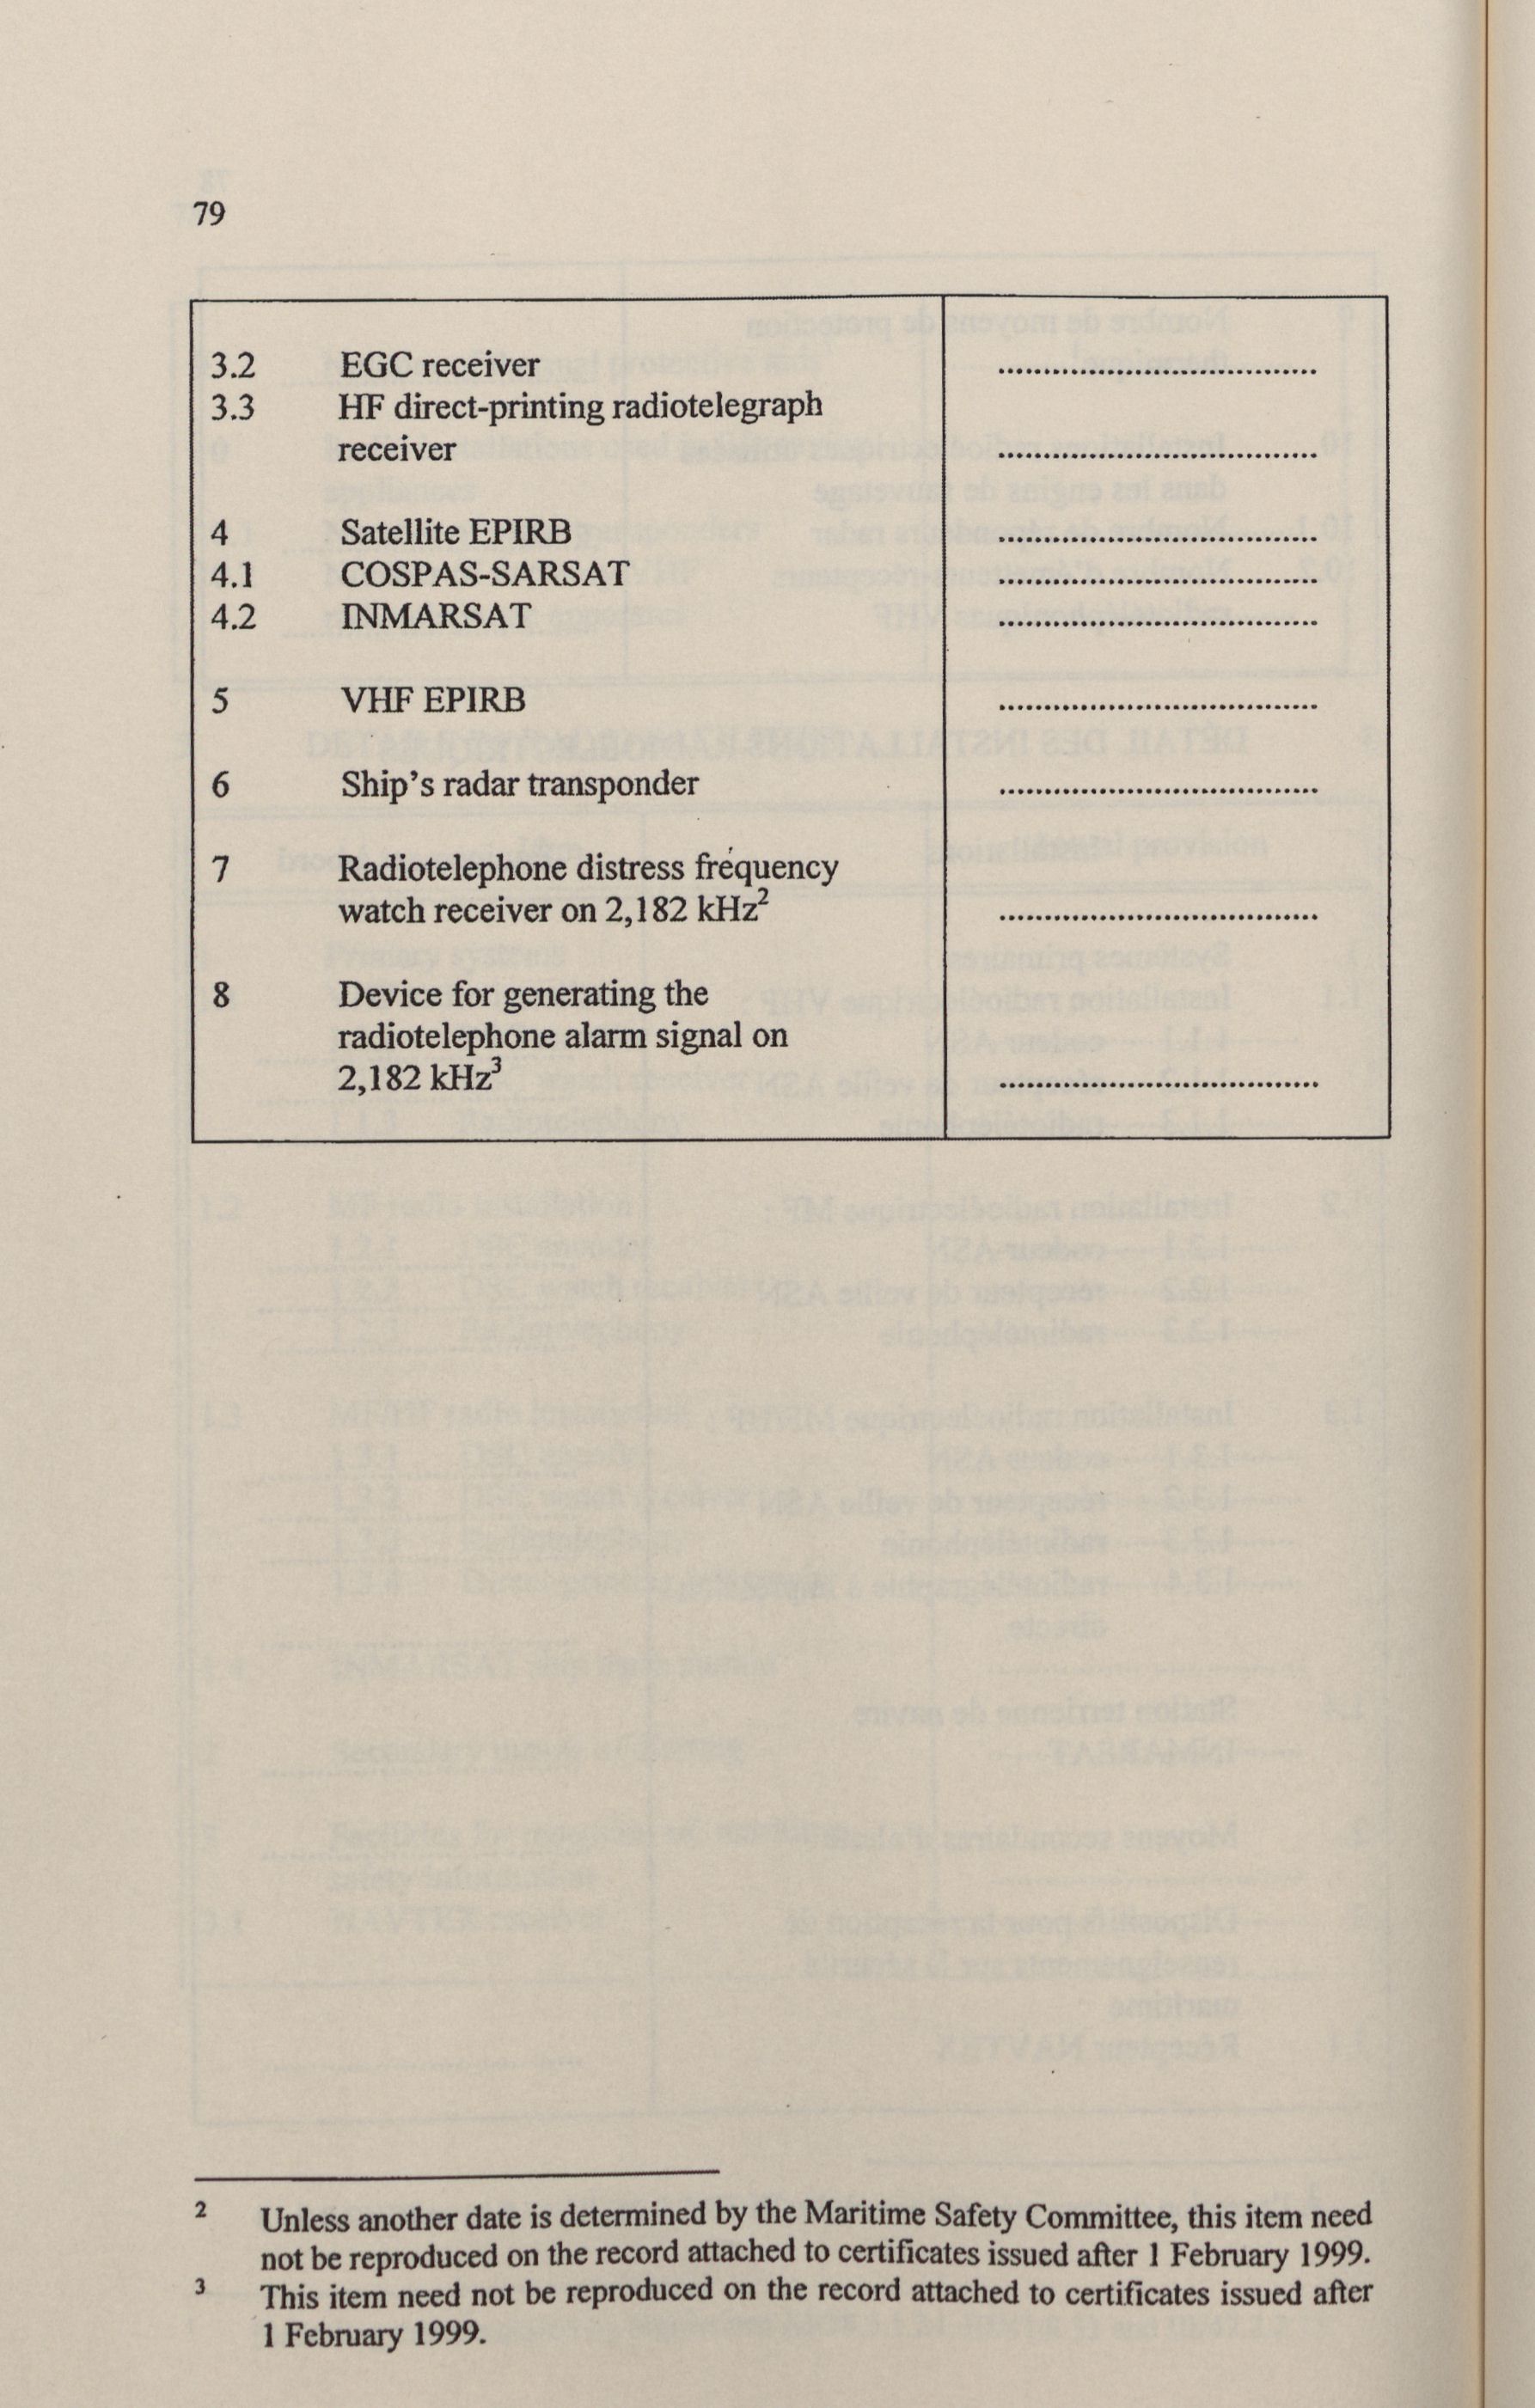 79
3.2 EGC receiver ...................................
3.3 HF direct-printing radiotelegraph
receiver ...................................
4 Satellite EPIRB ...................................
4.1 COSPAS-SARSAT ...................................
4.2 INMARSAT ...................................
5 VHF EPIRB ...................................
6 Ship's radar transponder ...................................
7 Radiotelephone distress frequency
watch receiver on 2,182 kHz² ...................................
8 Device for generating the
radiotelephone alarm signal on
2,182 kHz³ ...................................
2 Unless another date is determined by the Maritime Safety Committee, this item need
not be reproduced on the record attached to certificates issued after 1 February 1999.
3 This item need not be reproduced on the record attached to certificates issued after
1 February 1999.